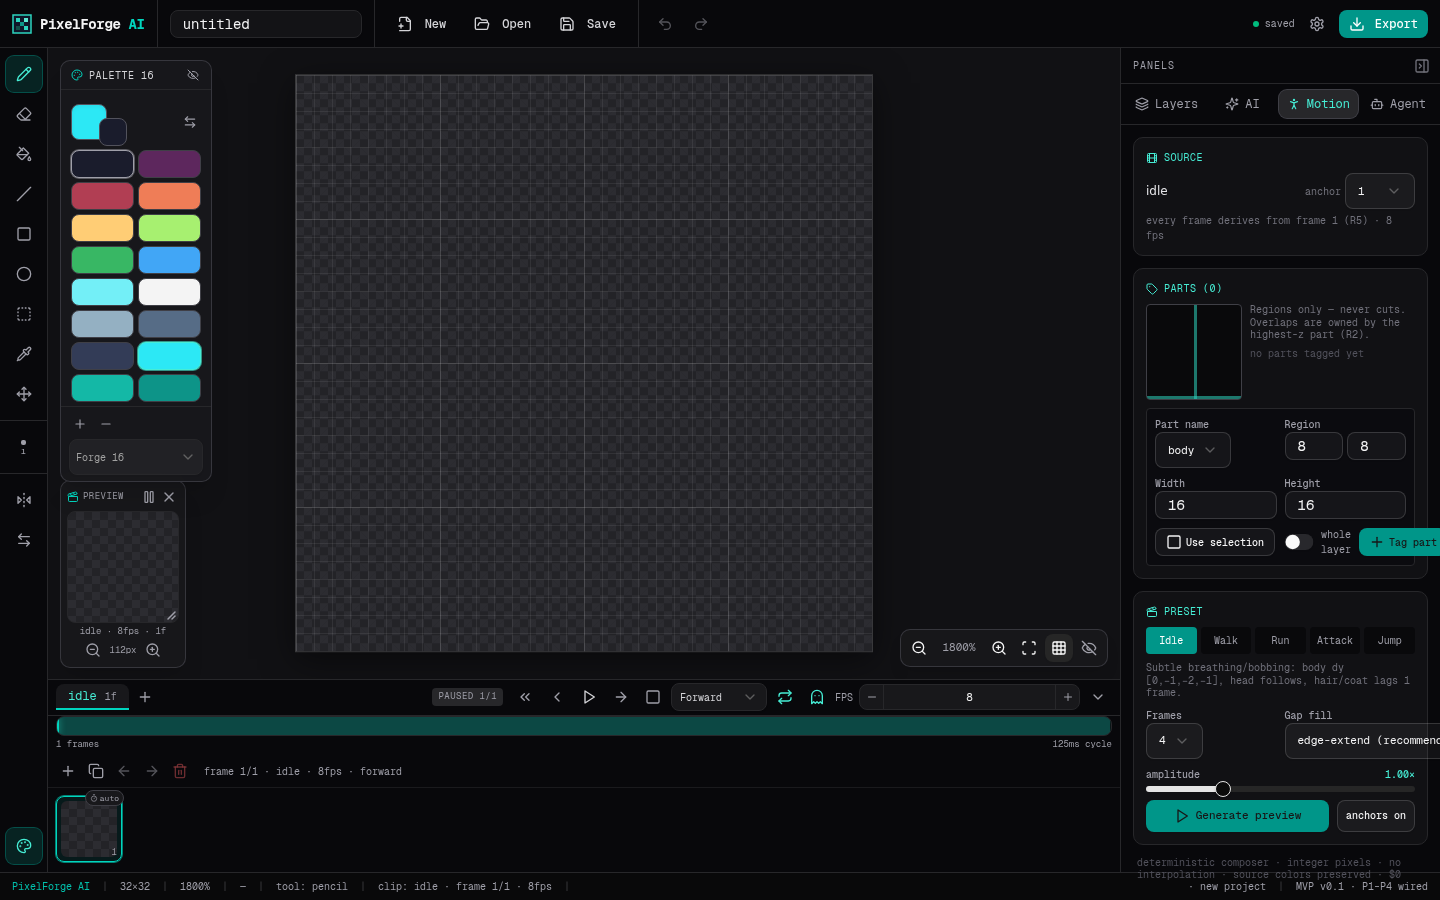 PixelForge AI
untitled
New
Open
Save
saved
Export
PALETTE 16
Forge 16
PREVIEW
idle · 8fps · 1f
112px
1
1800%
PANELS
Layers
AI
Motion
Agent
SOURCE
idle
anchor
1
every frame derives from frame 1 (R5) · 8
fps
PARTS (0)
Regions only — never cuts.
Overlaps are owned by the
highest-z part (R2).
no parts tagged yet
Part name
Region
body
8
8
Width
Height
16
16
Use selection
whole
layer
Tag part
PRESET
Idle
Walk
Run
Attack
Jump
Subtle breathing/bobbing: body dy
[0,-1,-2,-1], head follows, hair/coat lags 1
frame.
Frames
Gap fill
4
edge-extend (recommend
amplitude
1.00×
Generate preview
anchors on
deterministic composer · integer pixels · no
interpolation · source colors preserved · $0
idle 1f
PAUSED 1/1
Forward
FPS
8
1 frames
125ms cycle
frame 1/1 · idle · 8fps · forward
auto
1
PixelForge AI | 32×32 | 1800% | — | tool: pencil | clip: idle · frame 1/1 · 8fps |
· new project | MVP v0.1 · P1-P4 wired